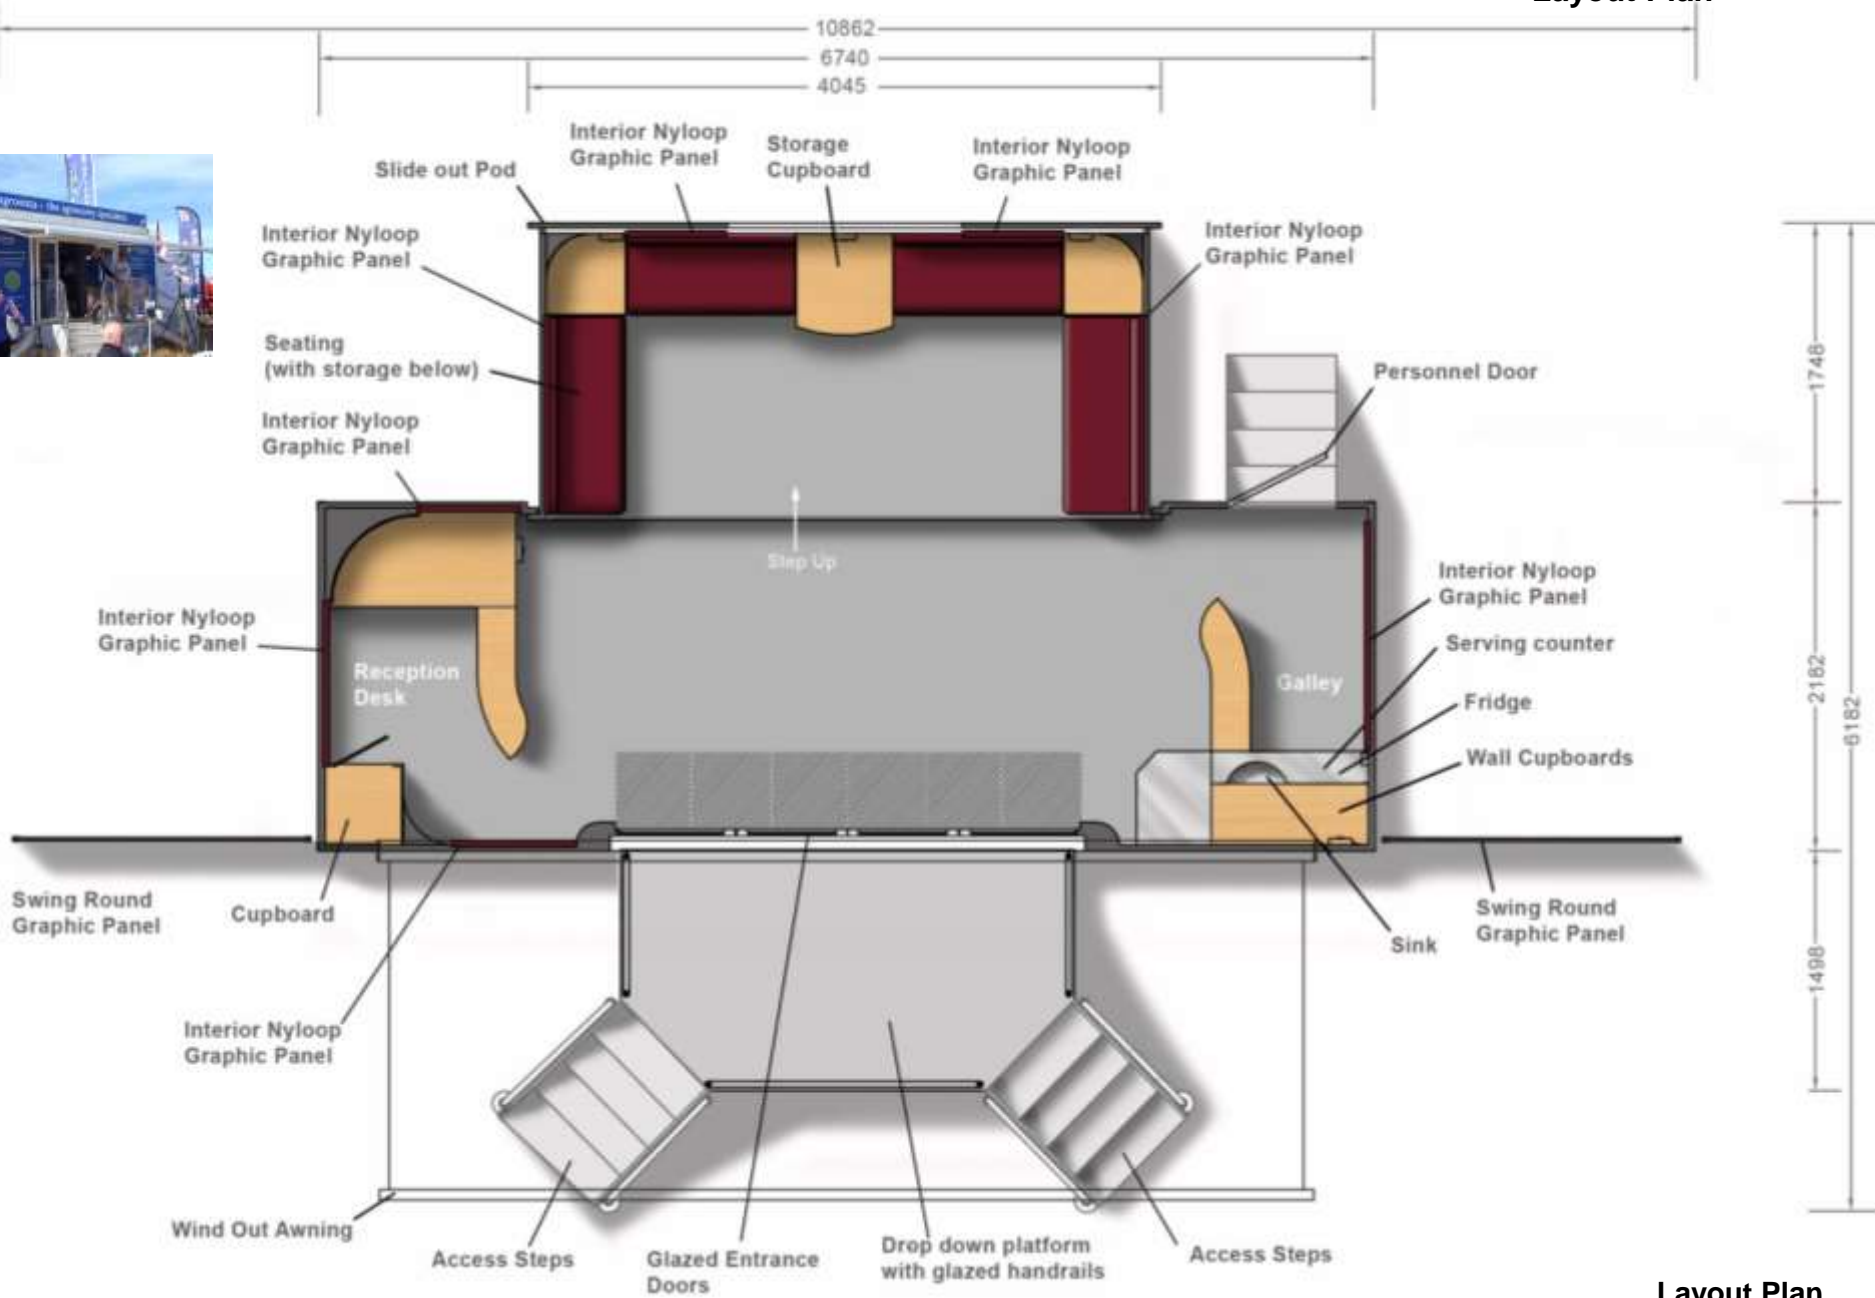 Layout Plan
10862
6740
4045
Interior Nyloop
Graphic Panel
Storage
Cupboard
Interior Nyloop
Graphic Panel
Slide out Pod
Interior Nyloop
Graphic Panel
Interior Nyloop
Graphic Panel
Seating
(with storage below)
Personnel Door
1748
Interior Nyloop
Graphic Panel
Step Up
Interior Nyloop
Graphic Panel
Interior Nyloop
Graphic Panel
Serving counter
Reception
Desk
Galley
2182
6182
Fridge
Wall Cupboards
Swing Round
Graphic Panel
Cupboard
Swing Round
Graphic Panel
Sink
1498
Interior Nyloop
Graphic Panel
Wind Out Awning
Access Steps
Glazed Entrance
Doors
Drop down platform
with glazed handrails
Access Steps
Layout Plan